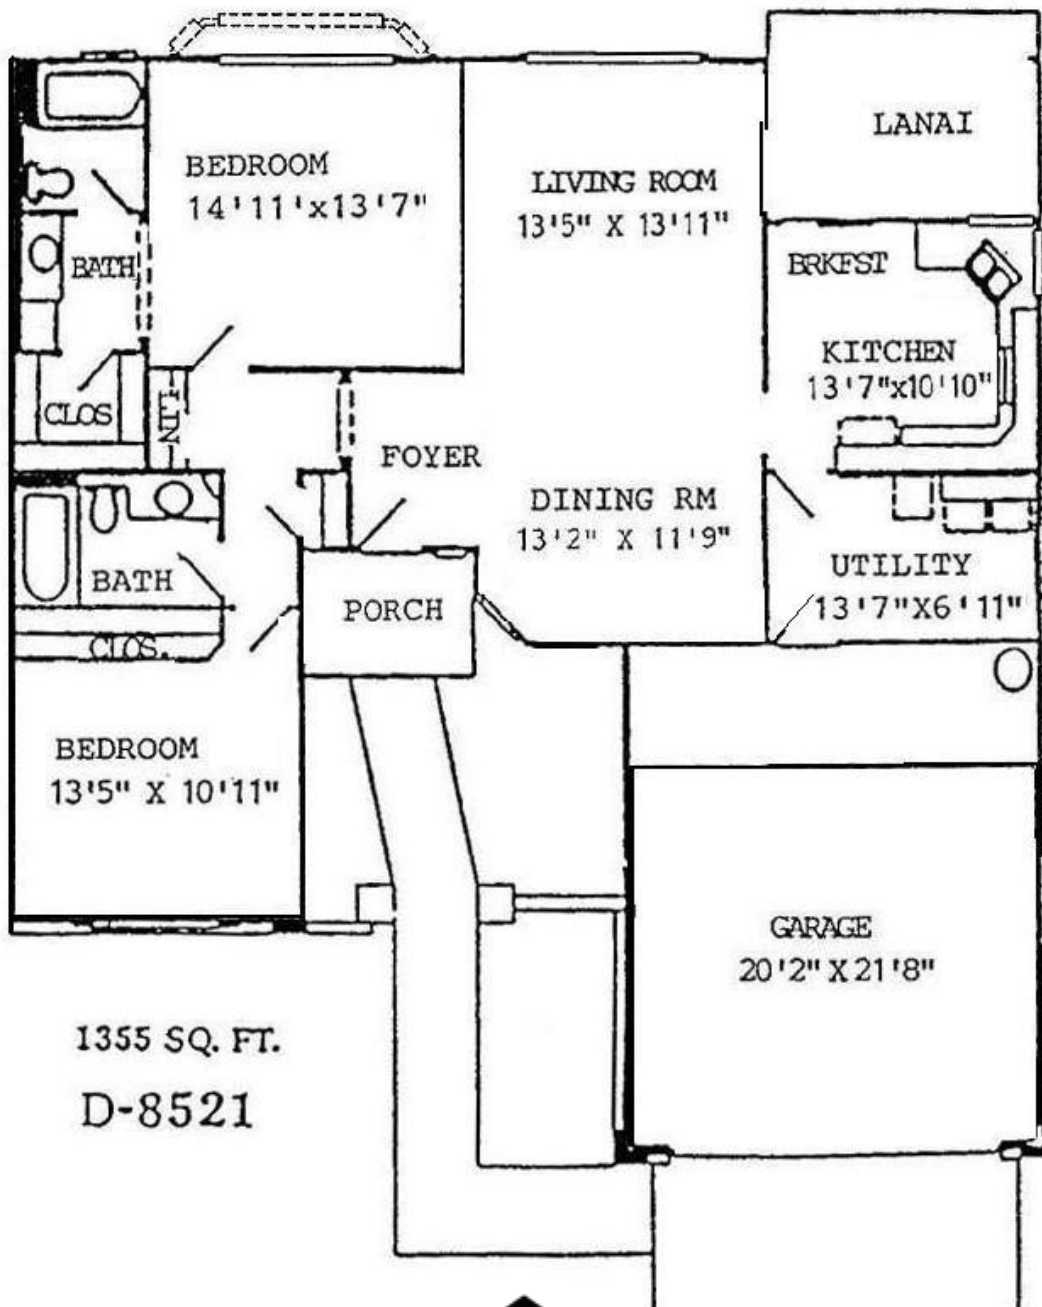 LANAI
BEDROOM
14'11'x13'7"
LIVING ROOM
13'5" X 13'11"
BATH
BRKFST
KITCHEN
13'7"x10'10"
CLOS
LIN
FOYER
DINING RM
13'2" X 11'9"
BATH
UTILITY
13'7"X6'11"
PORCH
CLOS.
BEDROOM
13'5" X 10'11"
GARAGE
20'2" X 21'8"
1355 SQ. FT.
D-8521